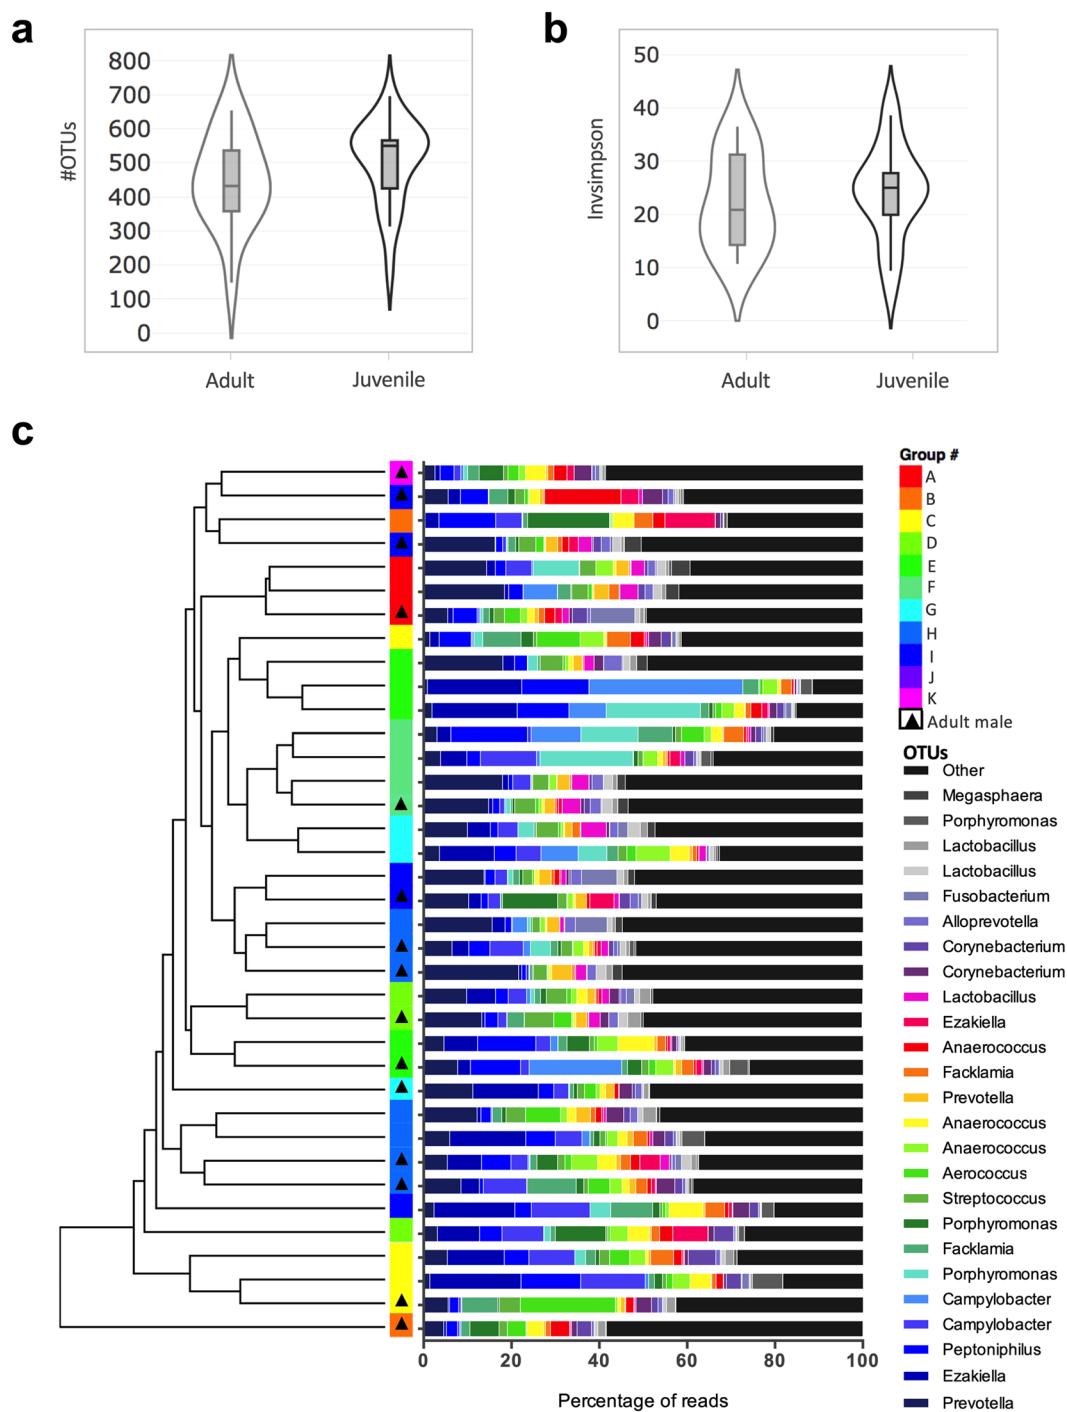 a
800
700
600
500
400
300
200
100
0
#OTUs
Adult
Juvenile
b
50
40
30
20
10
0
Invsimpson
Adult
Juvenile
c
Group #
A
B
C
D
E
F
G
H
I
J
K
Adult male
OTUs
Other
Megasphaera
Porphyromonas
Lactobacillus
Lactobacillus
Fusobacterium
Alloprevotella
Corynebacterium
Corynebacterium
Lactobacillus
Ezakiella
Anaerococcus
Facklamia
Prevotella
Anaerococcus
Anaerococcus
Aerococcus
Streptococcus
Porphyromonas
Facklamia
Porphyromonas
Campylobacter
Campylobacter
Peptoniphilus
Ezakiella
Prevotella
0 20 40 60 80 100
Percentage of reads